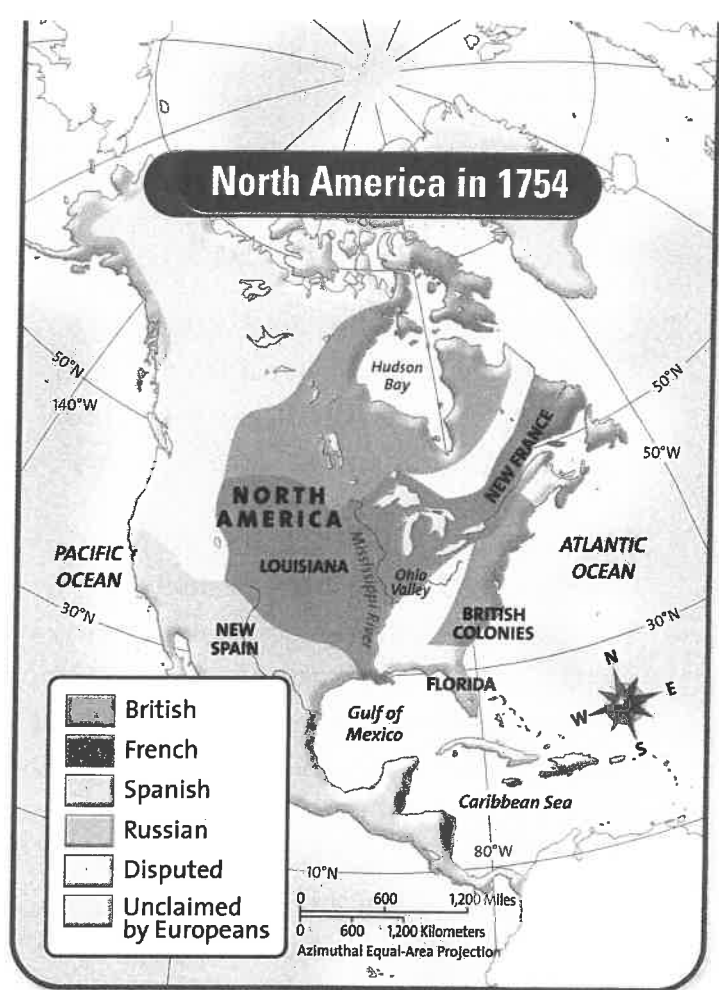 North America in 1754
Hudson
Bay
50°N
140°W
50°N
50°W
NEW FRANCE
NORTH
AMERICA
PACIFIC
OCEAN
LOUISIANA
Mississippi River
Ohio
Valley
ATLANTIC
OCEAN
30°N
NEW
SPAIN
BRITISH
COLONIES
30°N
FLORIDA
N
E
W
S
Gulf of
Mexico
Caribbean Sea
British
French
Spanish
Russian
Disputed
Unclaimed
by Europeans
80°W
10°N
0 600 1,200 Miles
0 600 1,200 Kilometers
Azimuthal Equal-Area Projection